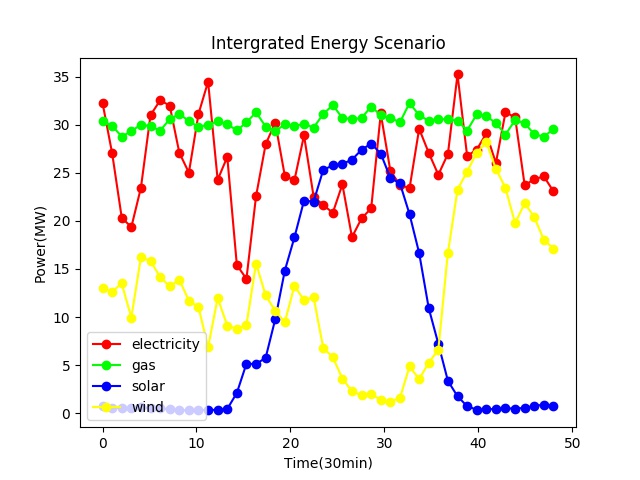 Intergrated Energy Scenario
Power(MW)
35
30
25
20
15
10
5
0
electricity
gas
solar
wind
0 10 20 30 40 50
Time(30min)